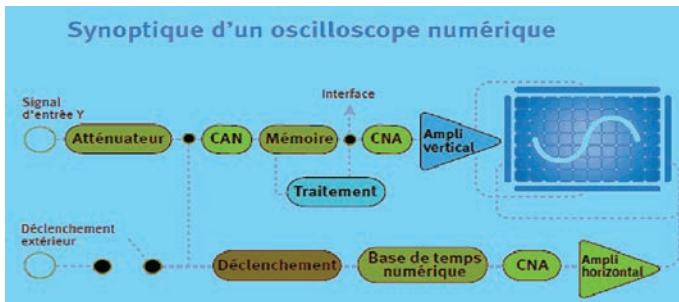 Synoptique d'un oscilloscope numérique
Interface
Signal
d'entrée Y
Atténuateur
CAN
Mémoire
CNA
Ampli
vertical
Traitement
Déclenchement
extérieur
Déclenchement
Base de temps
numérique
CNA
Ampli
horizontal